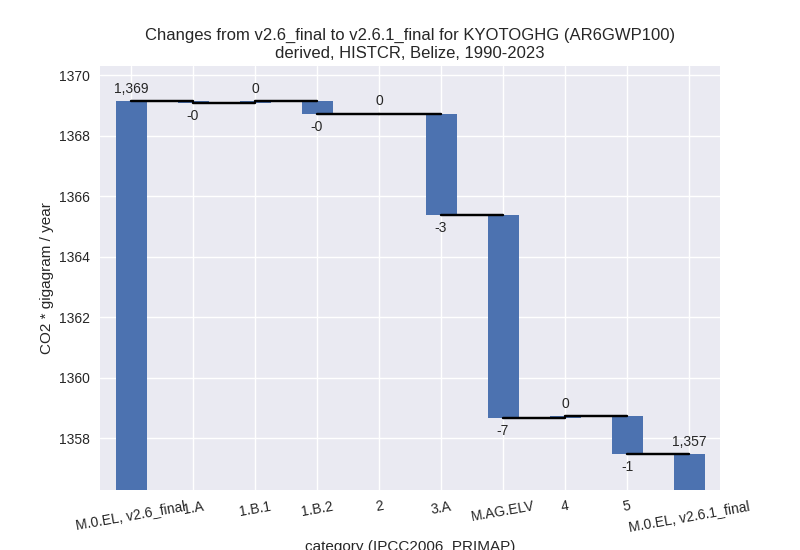 Changes from v2.6_final to v2.6.1_final for KYOTOGHG (AR6GWP100)
derived, HISTCR, Belize, 1990-2023
CO2 * gigagram / year
1370
1368
1366
1364
1362
1360
1358
1,369
-0
0
-0
0
-3
-7
0
-1
1,357
M.0.EL, v2.6_final
1.A
1.B.1
1.B.2
2
3.A
M.AG.ELV
4
5
M.0.EL, v2.6.1_final
category (IPCC2006_PRIMAP)